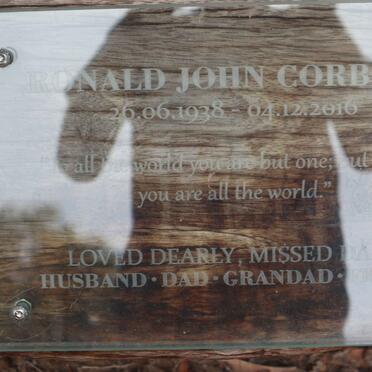 RONALD JOHN CORB
26.06.1938 - 04.12.2016
all the world you are but one; but
you are all the world."
LOVED DEARLY, MISSED DA
HUSBAND · DAD · GRANDAD ·